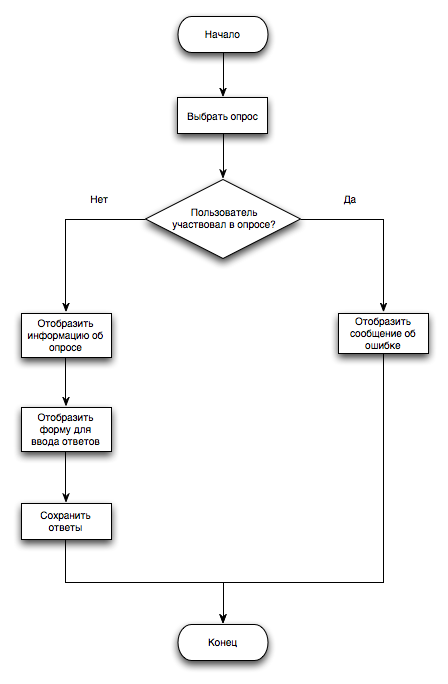 Начало
Выбрать опрос
Пользователь
участвовал в опросе?
Нет
Да
Отобразить
информацию об
опросе
Отобразить
сообщение об
ошибке
Отобразить
форму для
ввода ответов
Сохранить
ответы
Конец